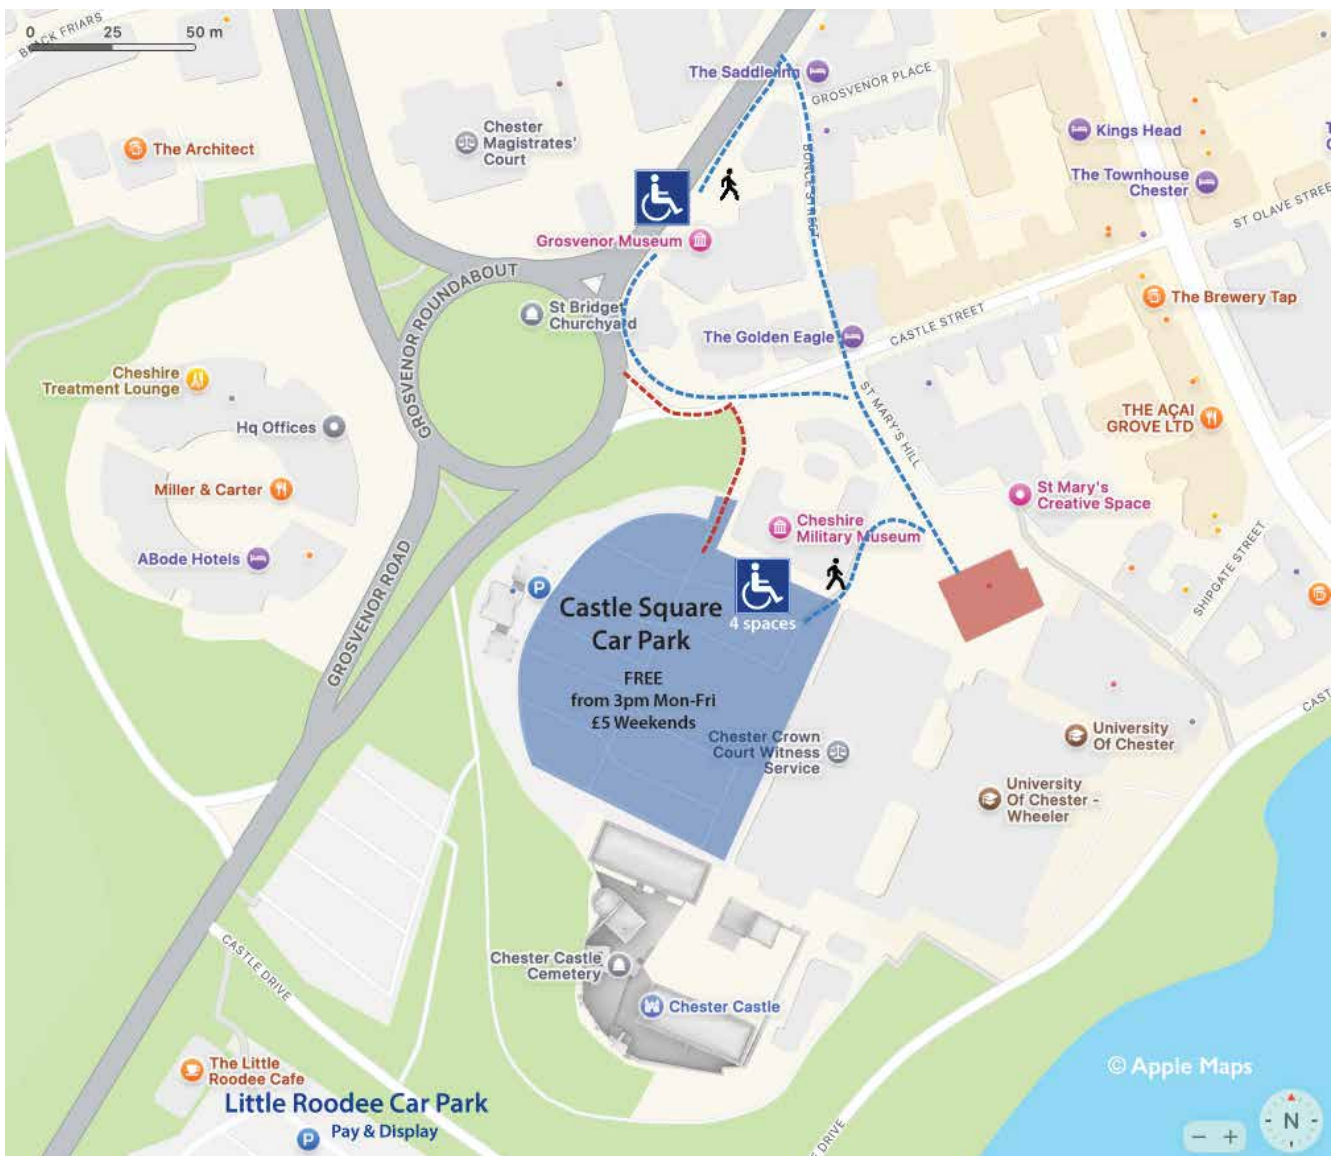 0 25 50 m
BLACK FRIARS
The Saddle Inn
GROSVENOR PLACE
Chester
Magistrates'
Court
The Architect
Kings Head
The Townhouse
Chester
BUNCE STREET
ST OLAVE STREE
Grosvenor Museum
GROSVENOR ROUNDABOUT
St Bridget
Churchyard
The Brewery Tap
The Golden Eagle
CASTLE STREET
Cheshire
Treatment Lounge
ST MARY'S HILL
THE AÇAI
GROVE LTD
Hq Offices
Miller & Carter
St Mary's
Creative Space
Cheshire
Military Museum
ABode Hotels
GROSVENOR ROAD
SHIPGATE STREET
P
Castle Square
Car Park
4 spaces
FREE
from 3pm Mon-Fri
£5 Weekends
CAST
Chester Crown
Court Witness
Service
University
Of Chester
University
Of Chester -
Wheeler
CASTLE DRIVE
Chester Castle
Cemetery
Chester Castle
The Little
Roodee Cafe
© Apple Maps
Little Roodee Car Park
P Pay & Display
E DRIVE
N